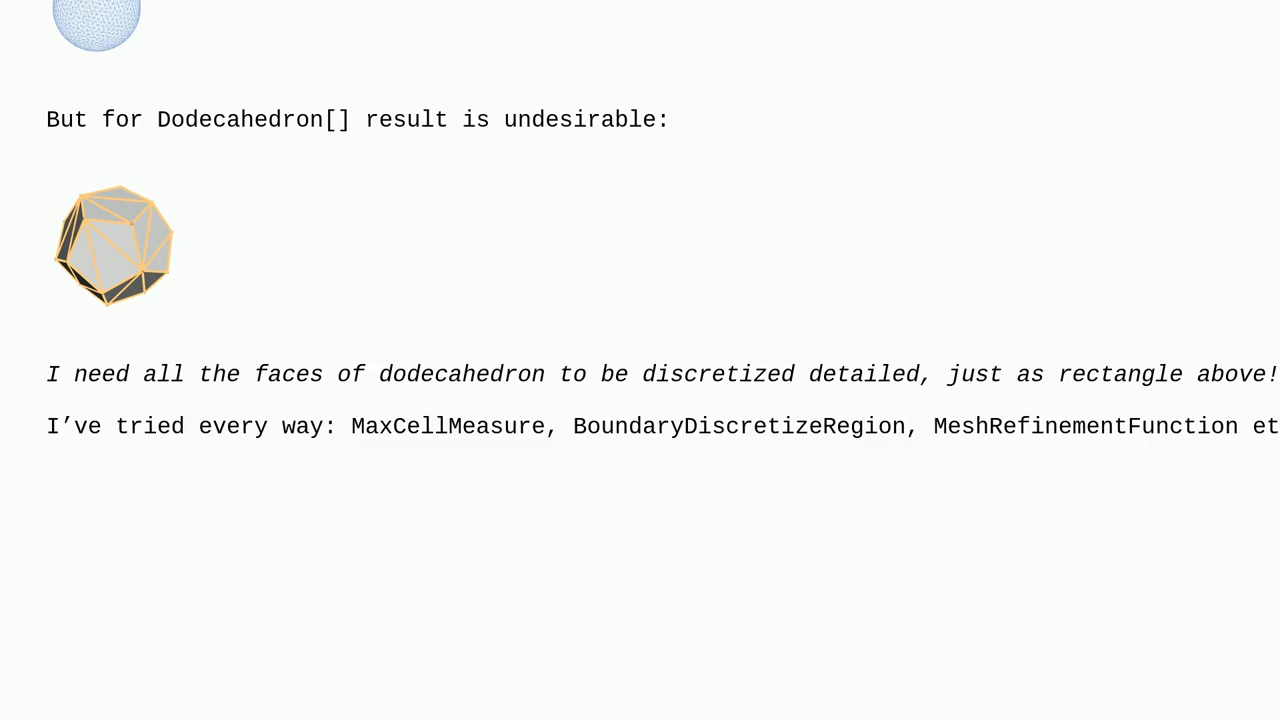 But for Dodecahedron[] result is undesirable:
I need all the faces of dodecahedron to be discretized detailed, just as rectangle above!
I’ve tried every way: MaxCellMeasure, BoundaryDiscretizeRegion, MeshRefinementFunction et